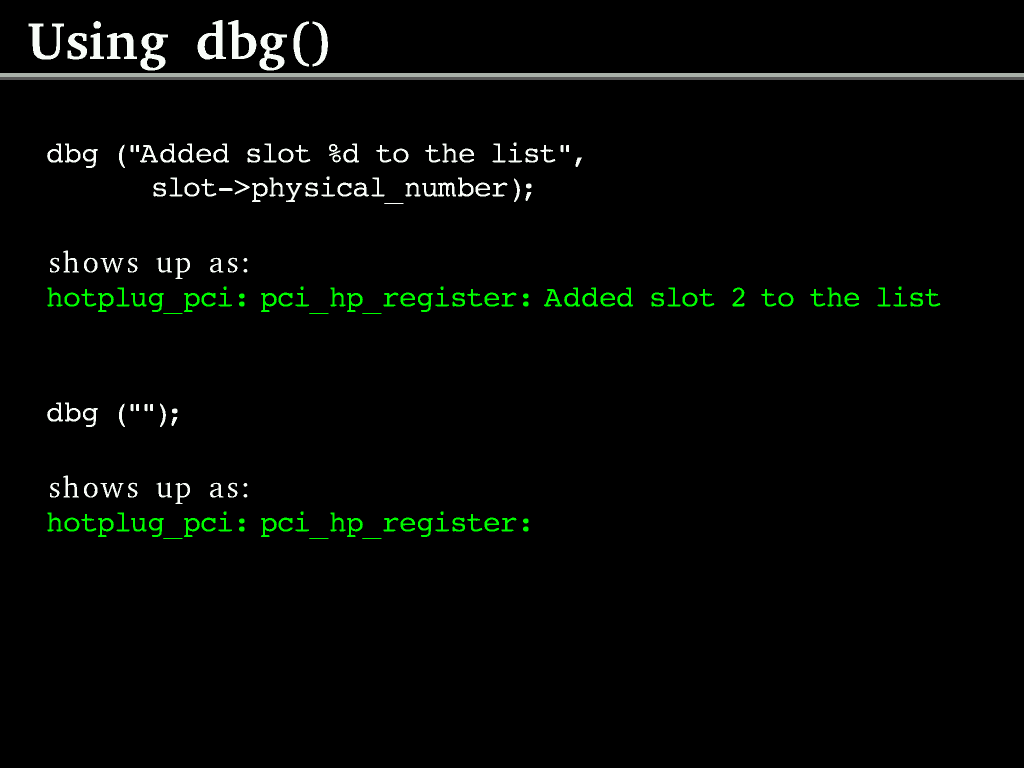 Using dbg()
dbg ("Added slot %d to the list",
slot->physical_number);
shows up as:
hotplug_pci: pci_hp_register: Added slot 2 to the list
dbg ("");
shows up as:
hotplug_pci: pci_hp_register: